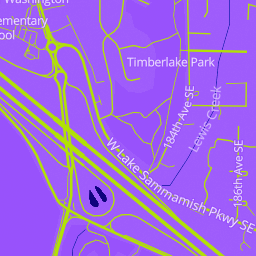 Washington
ementary
ool
Timberlake Park
184th-Ave-SE
Lewis Creek
W-Lake-Sammamish-Pkwy-SE
186th-Ave-SE